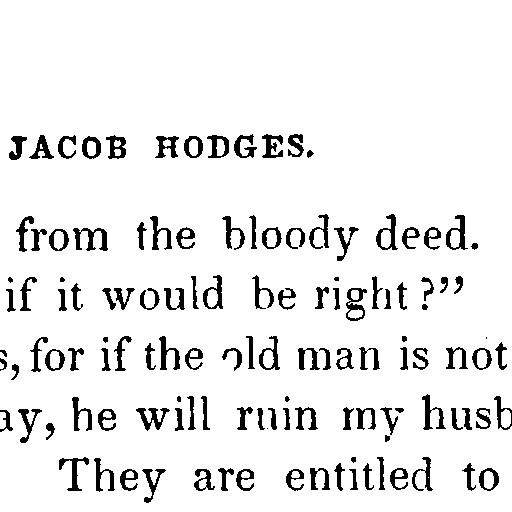 JACOB HODGES.
from the bloody deed.
if it would be right?”
s, for if the old man is not
ay, he will ruin my husb
They are entitled to